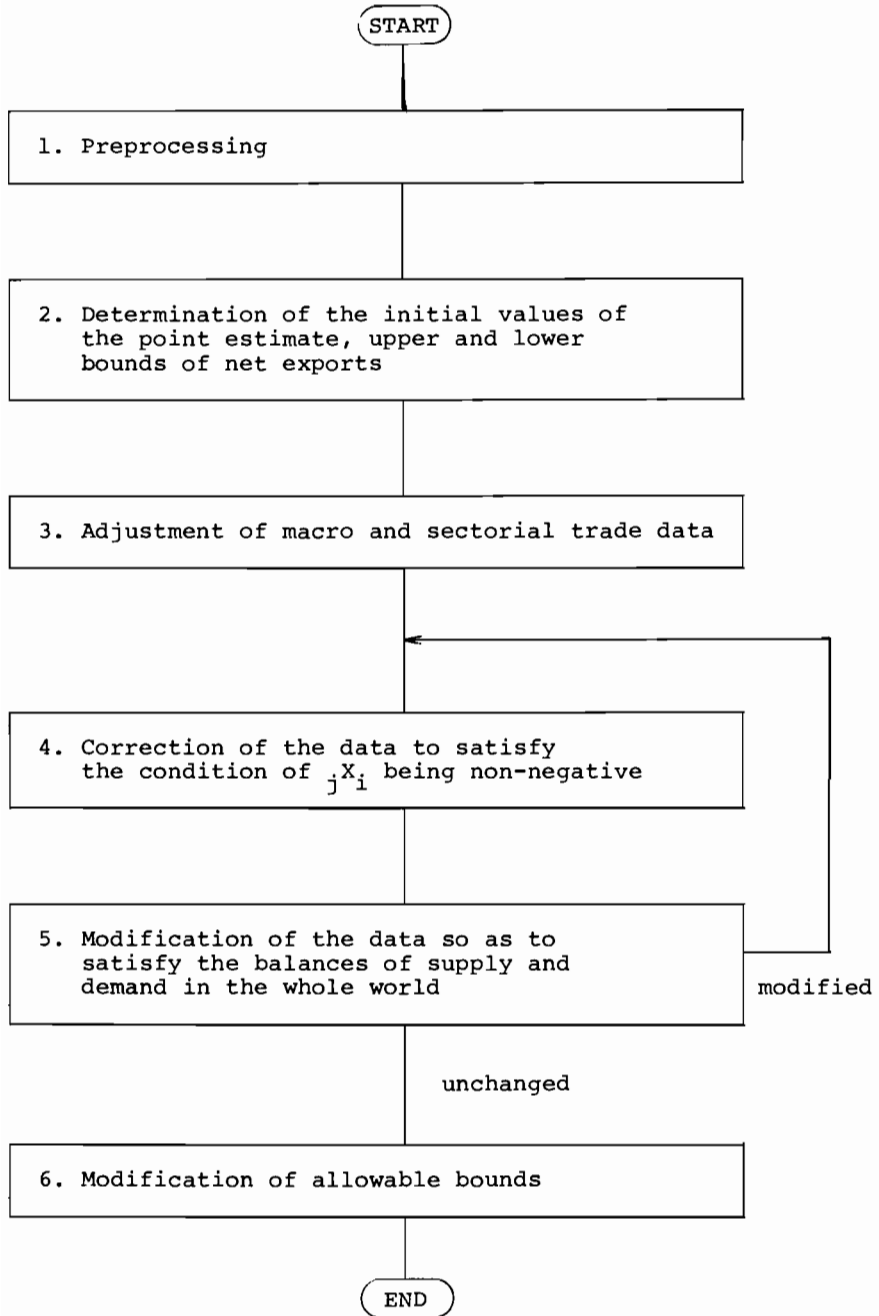 START
1. Preprocessing
2. Determination of the initial values of
the point estimate, upper and lower
bounds of net exports
3. Adjustment of macro and sectorial trade data
4. Correction of the data to satisfy
the condition of jXi being non-negative
5. Modification of the data so as to
satisfy the balances of supply and
demand in the whole world
modified
unchanged
6. Modification of allowable bounds
END